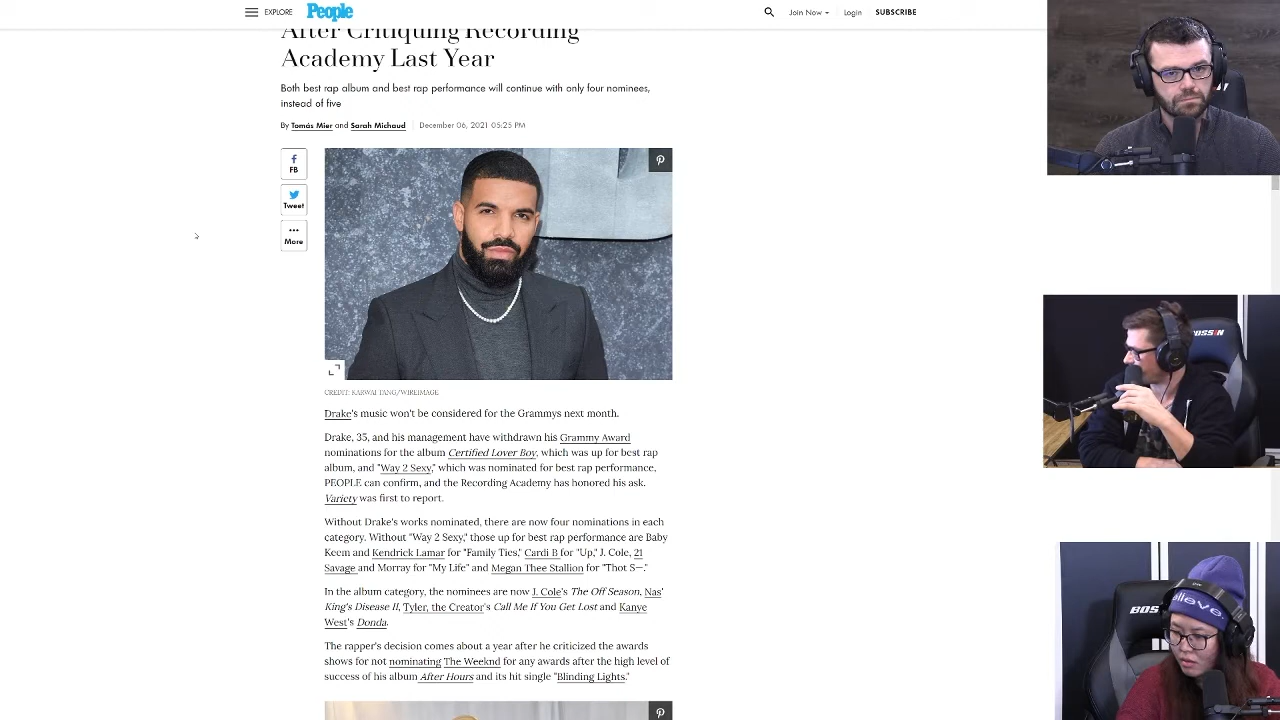 EXPLORE
People
Join Now
Login
SUBSCRIBE
After Critiquing Recording
Academy Last Year
Both best rap album and best rap performance will continue with only four nominees,
instead of five
By Tomás Mier and Sarah Michaud
December 06, 2021 05:25 PM
FB
Tweet
More
CREDIT: KARWAI TANG/WIREIMAGE
Drake's music won't be considered for the Grammys next month.
Drake, 35, and his management have withdrawn his Grammy Award
nominations for the album Certified Lover Boy, which was up for best rap
album, and "Way 2 Sexy," which was nominated for best rap performance,
PEOPLE can confirm, and the Recording Academy has honored his ask.
Variety was first to report.
Without Drake's works nominated, there are now four nominations in each
category. Without "Way 2 Sexy," those up for best rap performance are Baby
Keem and Kendrick Lamar for "Family Ties," Cardi B for "Up," J. Cole, 21
Savage and Morray for "My Life" and Megan Thee Stallion for "Thot S—."
In the album category, the nominees are now J. Cole's The Off Season, Nas'
King's Disease II, Tyler, the Creator's Call Me If You Get Lost and Kanye
West's Donda.
The rapper's decision comes about a year after he criticized the awards
shows for not nominating The Weeknd for any awards after the high level of
success of his album After Hours and its hit single "Blinding Lights."
BOSSIN
BOSS
elieve.